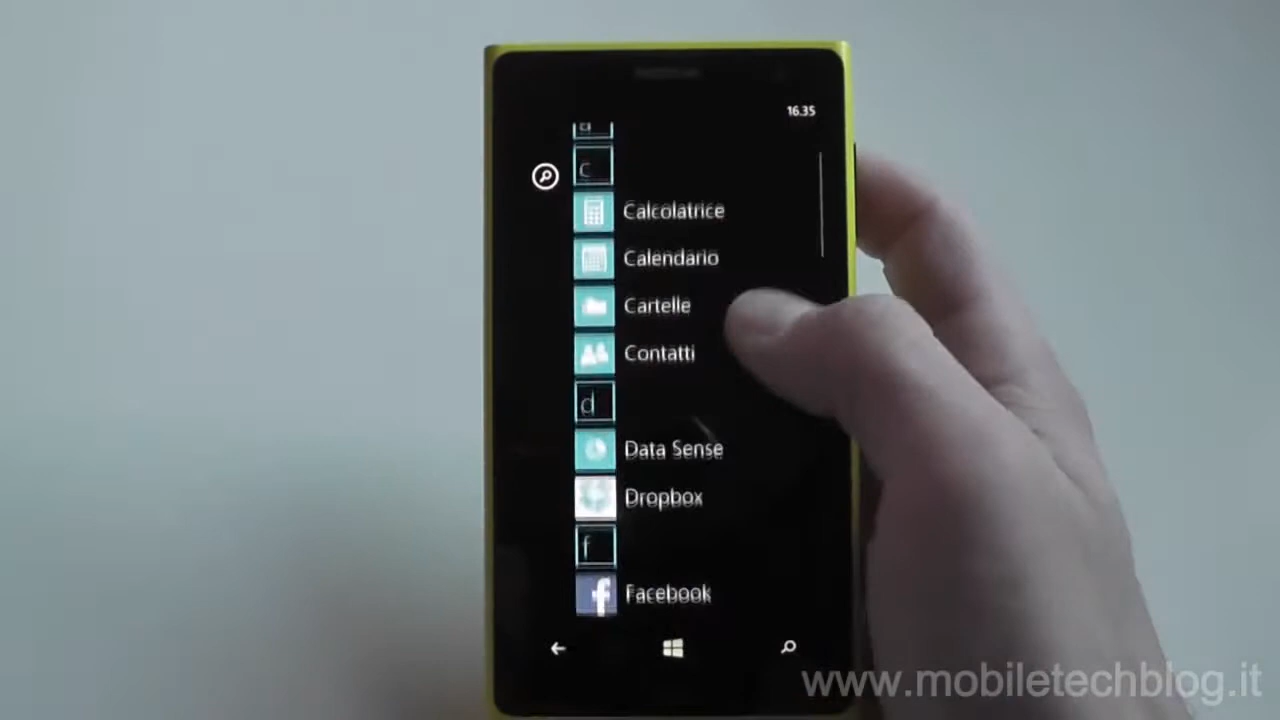 16.35
a
c
Calcolatrice
Calendario
Cartelle
Contatti
d
Data Sense
Dropbox
f
f
Facebook
www.mobiletechblog.it